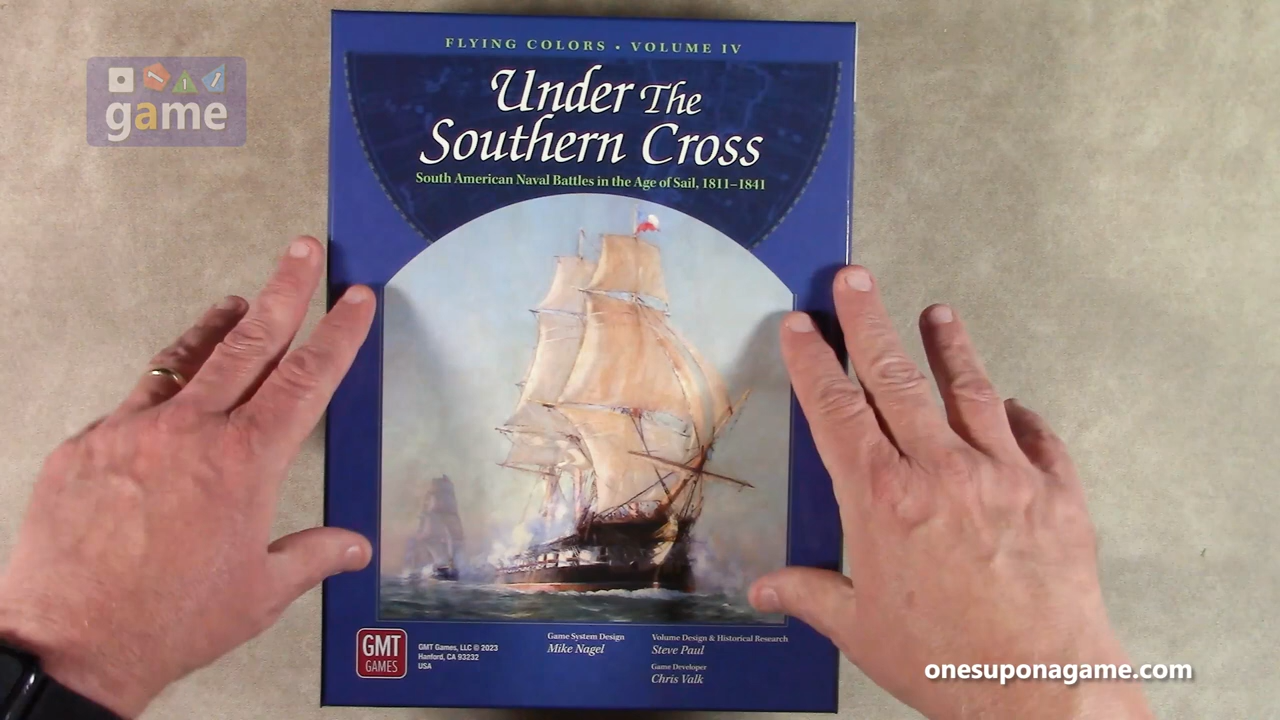 game
FLYING COLORS • VOLUME IV
Under The
Southern Cross
South American Naval Battles in the Age of Sail, 1811–1841
GMT
GAMES
GMT Games, LLC © 2023
Hanford, CA 93232
USA
Game System Design
Mike Nagel
Volume Design & Historical Research
Steve Paul
Game Developer
Chris Valk
onesuponagame.com